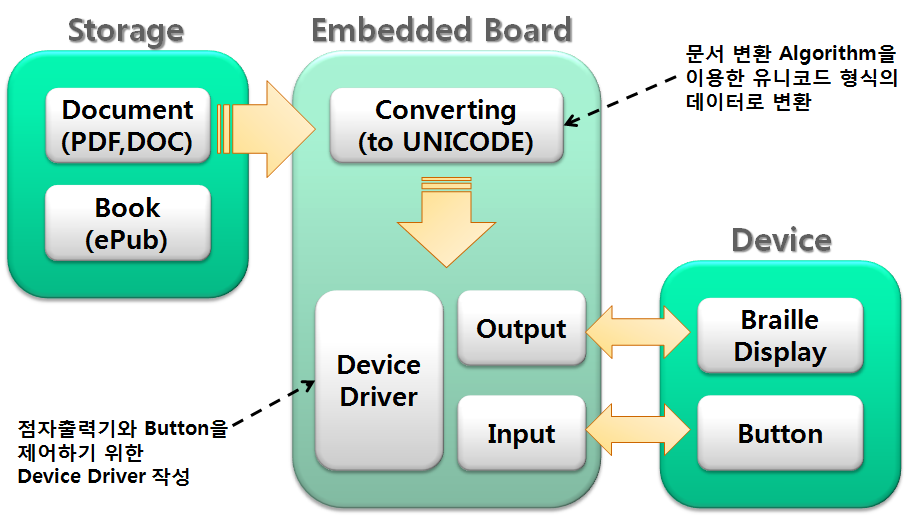 Storage
Document
(PDF,DOC)
Book
(ePub)
Embedded Board
Converting
(to UNICODE)
문서 변환 Algorithm을
이용한 유니코드 형식의
데이터로 변환
Device
Driver
Output
Input
Device
Braille
Display
Button
점자출력기와 Button을
제어하기 위한
Device Driver 작성